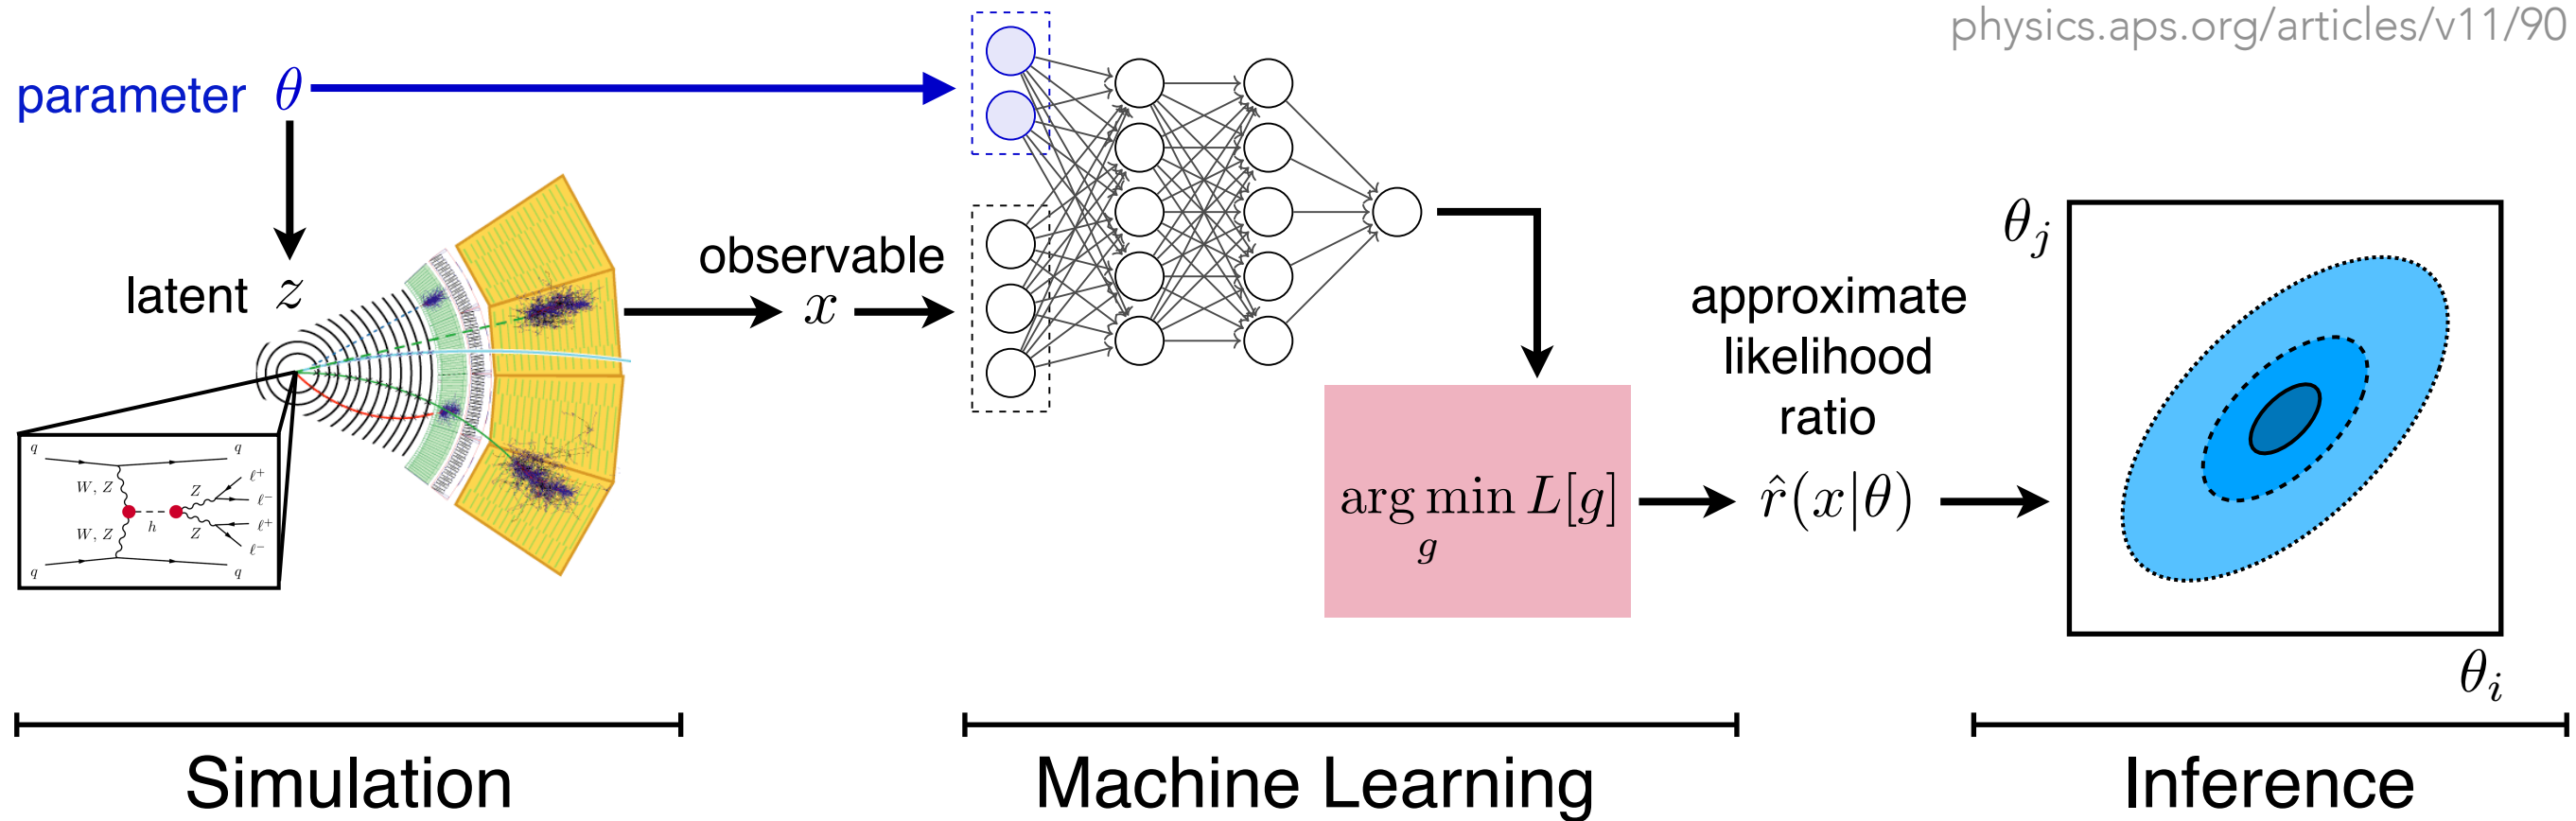 physics.aps.org/articles/v11/90
parameter θ
latent z
observable
x
q q
W, Z
Z
ℓ+
ℓ−
h
W, Z
Z
ℓ+
ℓ−
q q
arg min L[g]
g
approximate
likelihood
ratio
r̂(x|θ)
θj
θi
Simulation
Machine Learning
Inference